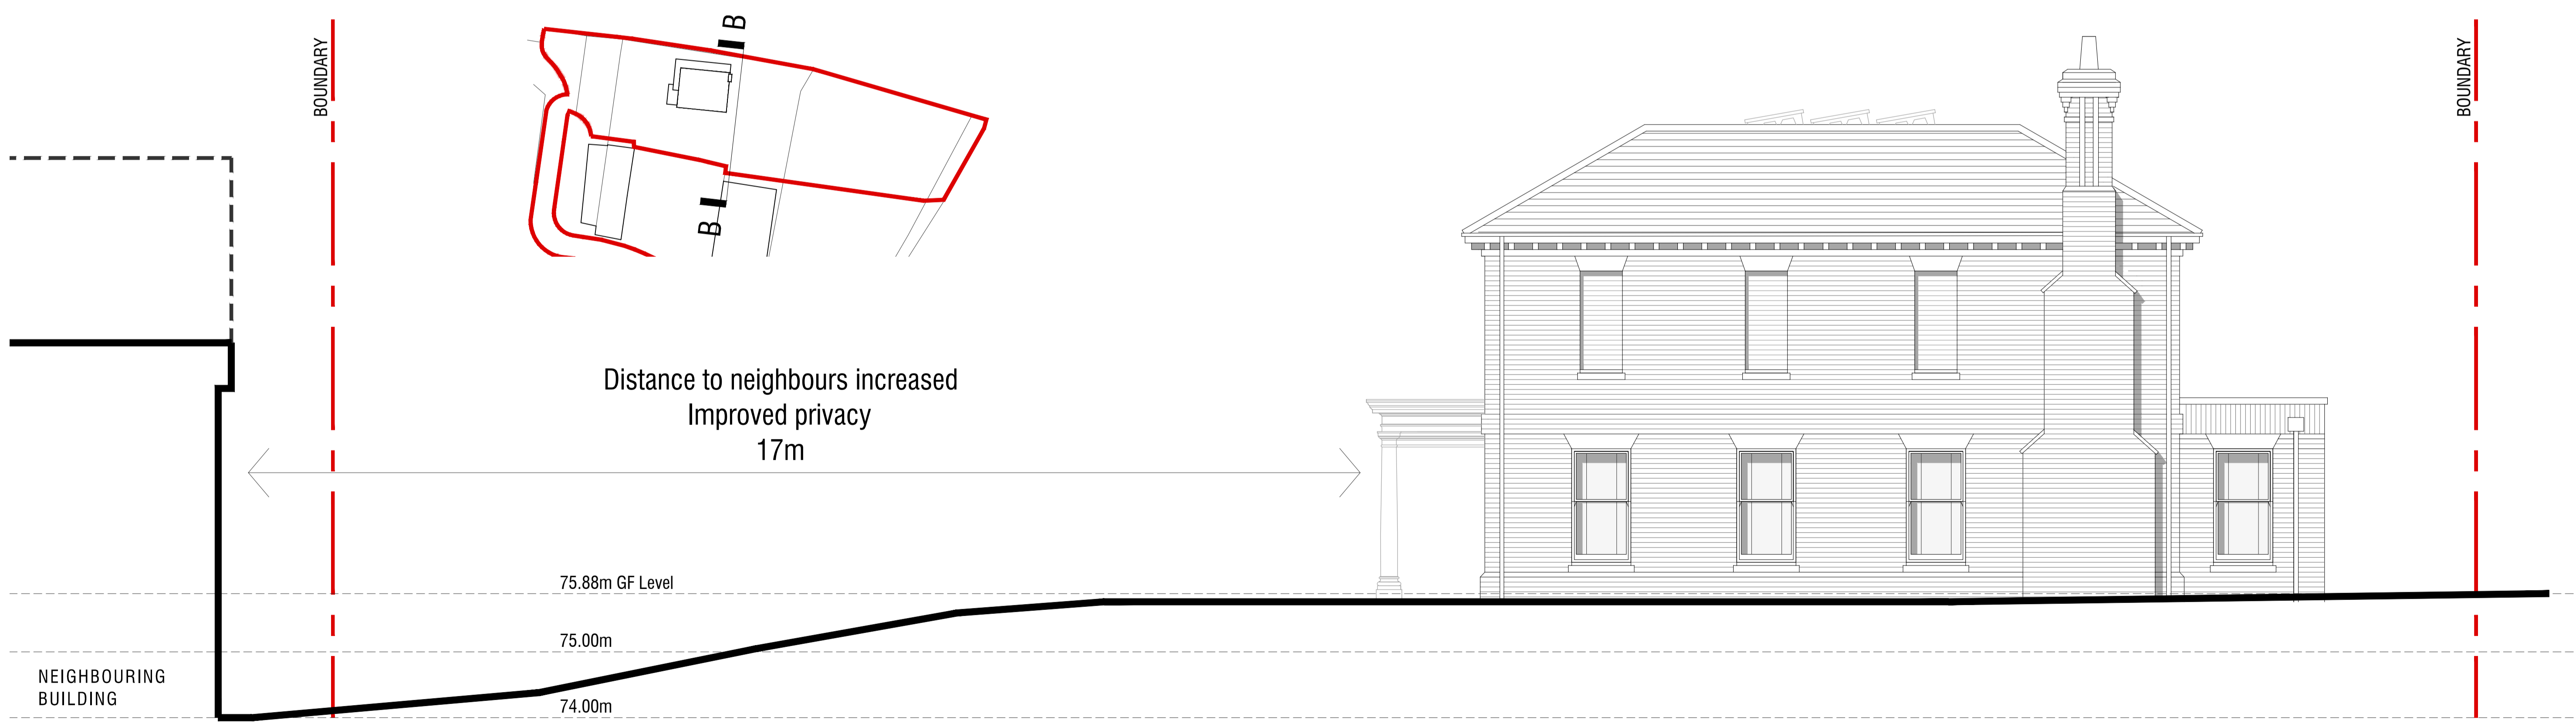 BOUNDARY
B
B
BOUNDARY
Distance to neighbours increased
Improved privacy
17m
75.88m GF Level
75.00m
74.00m
NEIGHBOURING
BUILDING